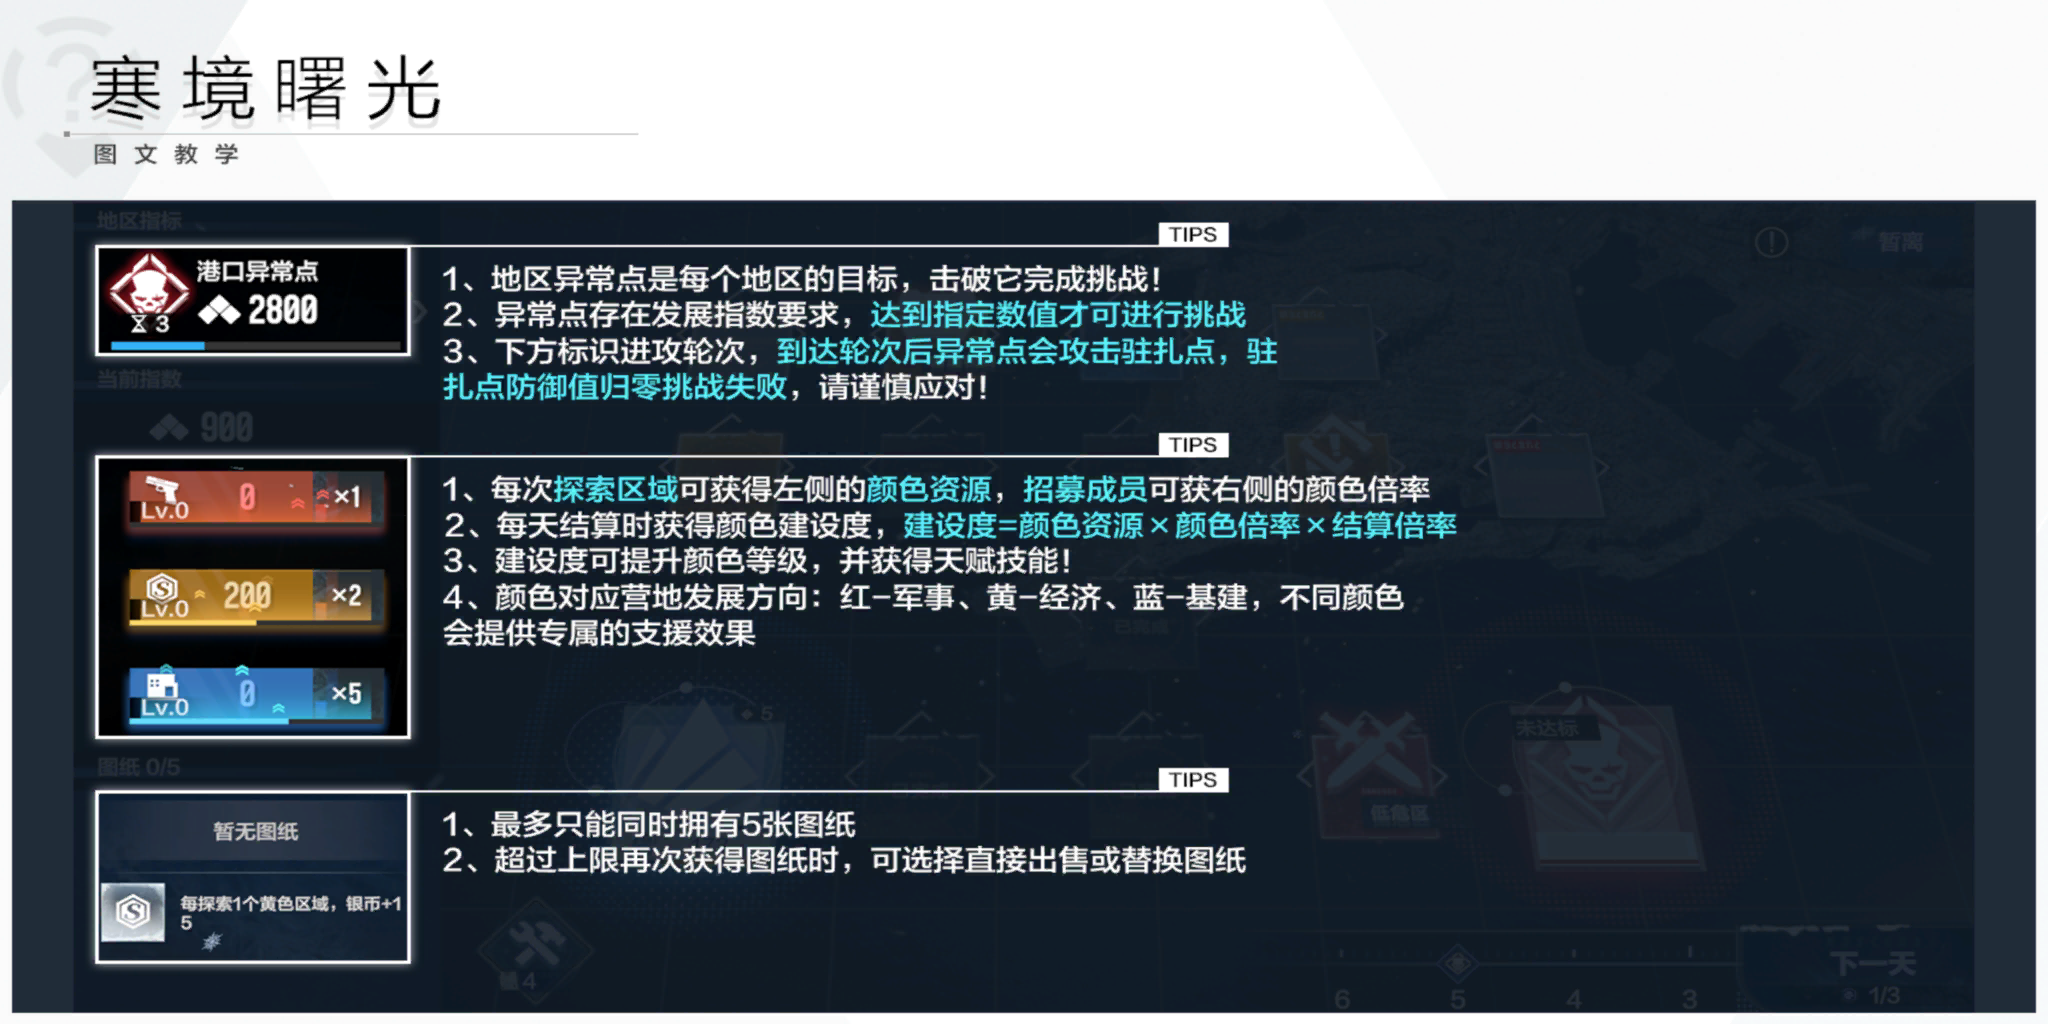 寒境曙光
图文教学
地区指标
暂离
TIPS
港口异常点
3
2800
1、地区异常点是每个地区的目标，击破它完成挑战！
2、异常点存在发展指数要求，达到指定数值才可进行挑战
3、下方标识进攻轮次，到达轮次后异常点会攻击驻扎点，驻
扎点防御值归零挑战失败，请谨慎应对！
当前指数
900
TIPS
Lv.0 0 ×1
Lv.0 200 ×2
Lv.0 0 ×5
1、每次探索区域可获得左侧的颜色资源，招募成员可获右侧的颜色倍率
2、每天结算时获得颜色建设度，建设度=颜色资源×颜色倍率×结算倍率
3、建设度可提升颜色等级，并获得天赋技能！
4、颜色对应营地发展方向：红-军事、黄-经济、蓝-基建，不同颜色
会提供专属的支援效果
已完成
5
未达标
低危区
图纸 0/5
TIPS
暂无图纸
每探索1个黄色区域，银币+1
5
1、最多只能同时拥有5张图纸
2、超过上限再次获得图纸时，可选择直接出售或替换图纸
4
6 5 4 3
下一天
1/3